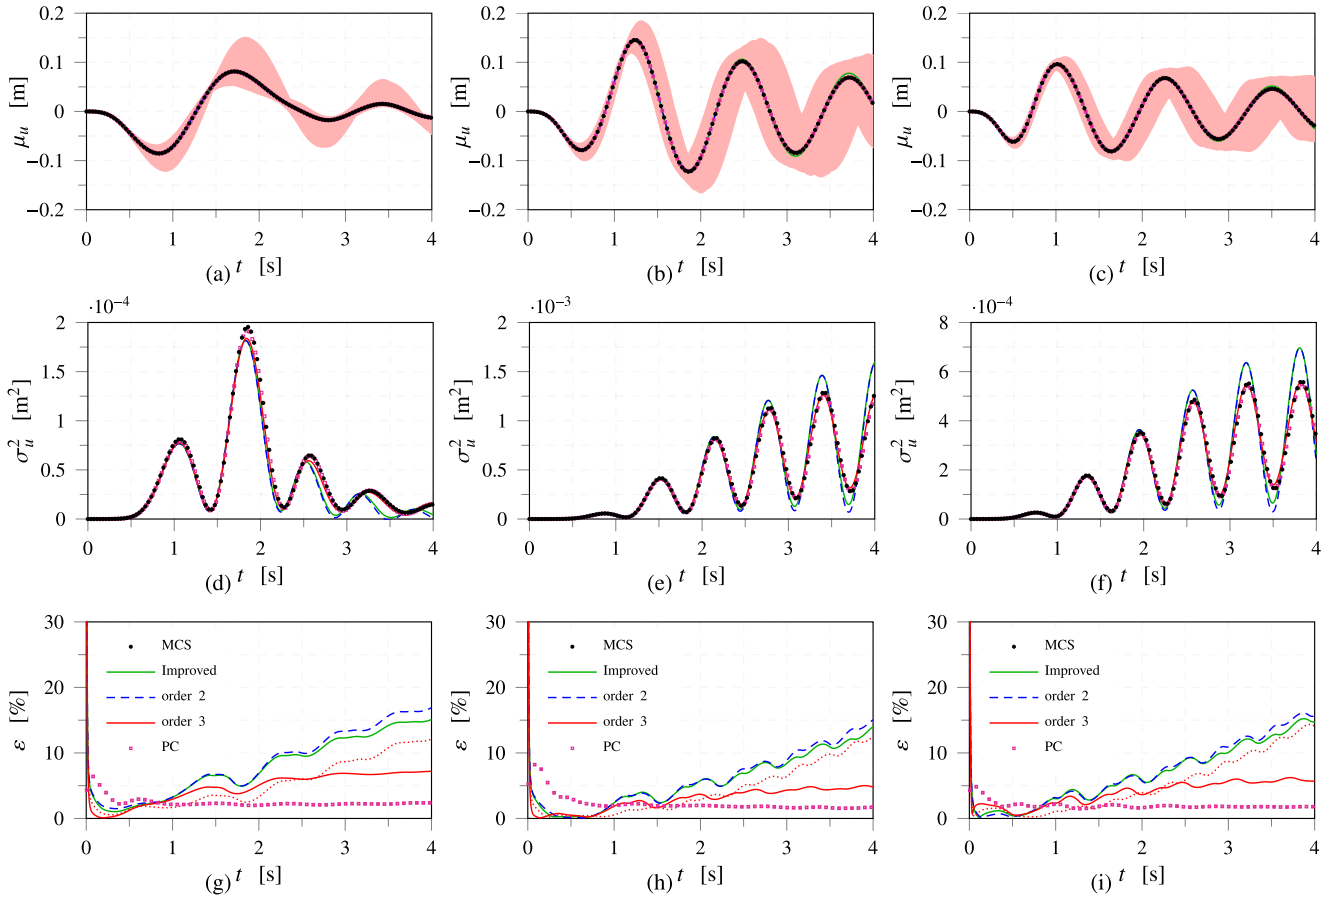 0.2 0.1 0 −0.1 −0.2
μu [m]
0 1 2 3 4
(a) t [s]
0.2 0.1 0 −0.1 −0.2
μu [m]
0 1 2 3 4
(b) t [s]
0.2 0.1 0 −0.1 −0.2
μu [m]
0 1 2 3 4
(c) t [s]
·10−4
2 1.5 1 0.5 0
σu2 [m2]
0 1 2 3 4
(d) t [s]
·10−3
2 1.5 1 0.5 0
σu2 [m2]
0 1 2 3 4
(e) t [s]
·10−4
8 6 4 2 0
σu2 [m2]
0 1 2 3 4
(f) t [s]
30 20 10 0
ε [%]
MCS
Improved
order 2
order 3
PC
0 1 2 3 4
(g) t [s]
30 20 10 0
ε [%]
MCS
Improved
order 2
order 3
PC
0 1 2 3 4
(h) t [s]
30 20 10 0
ε [%]
MCS
Improved
order 2
order 3
PC
0 1 2 3 4
(i) t [s]